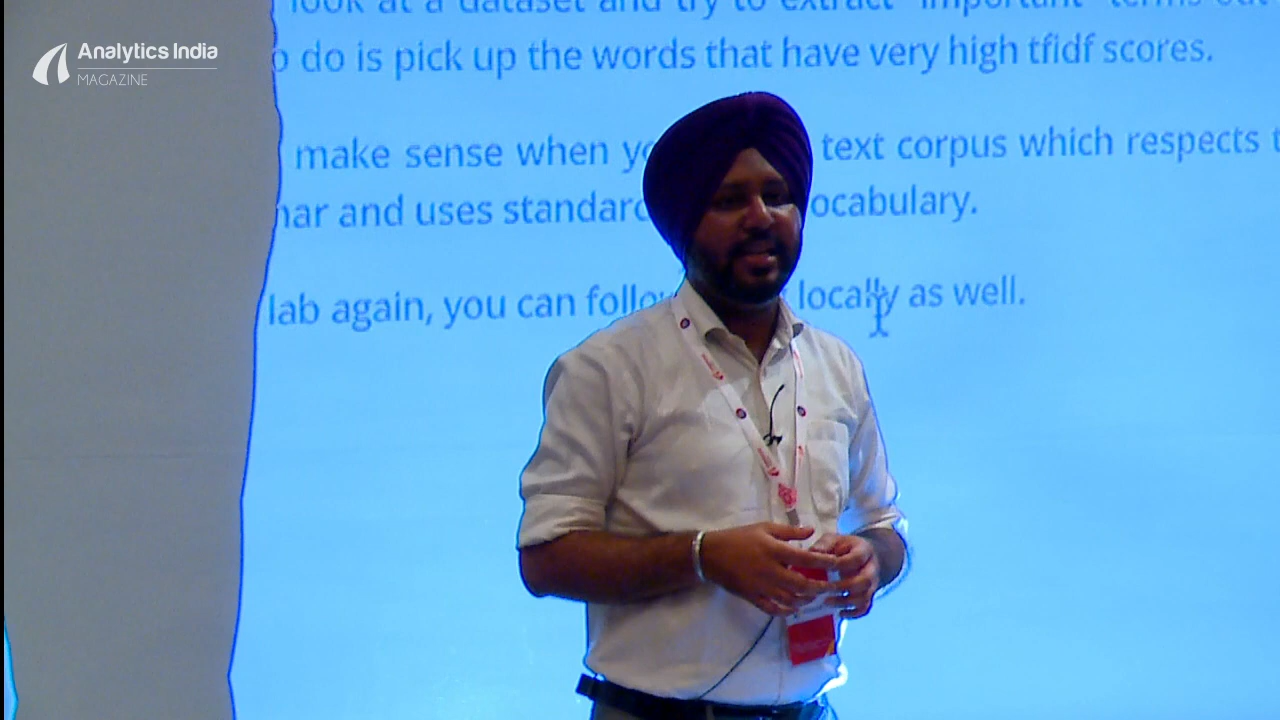 Analytics India
MAGAZINE
look at a dataset and try to extract "important" terms out
o do is pick up the words that have very high tfidf scores.
make sense when text corpus which respects
nar and uses standard ocabulary.
lab again, you can follow locally as well.